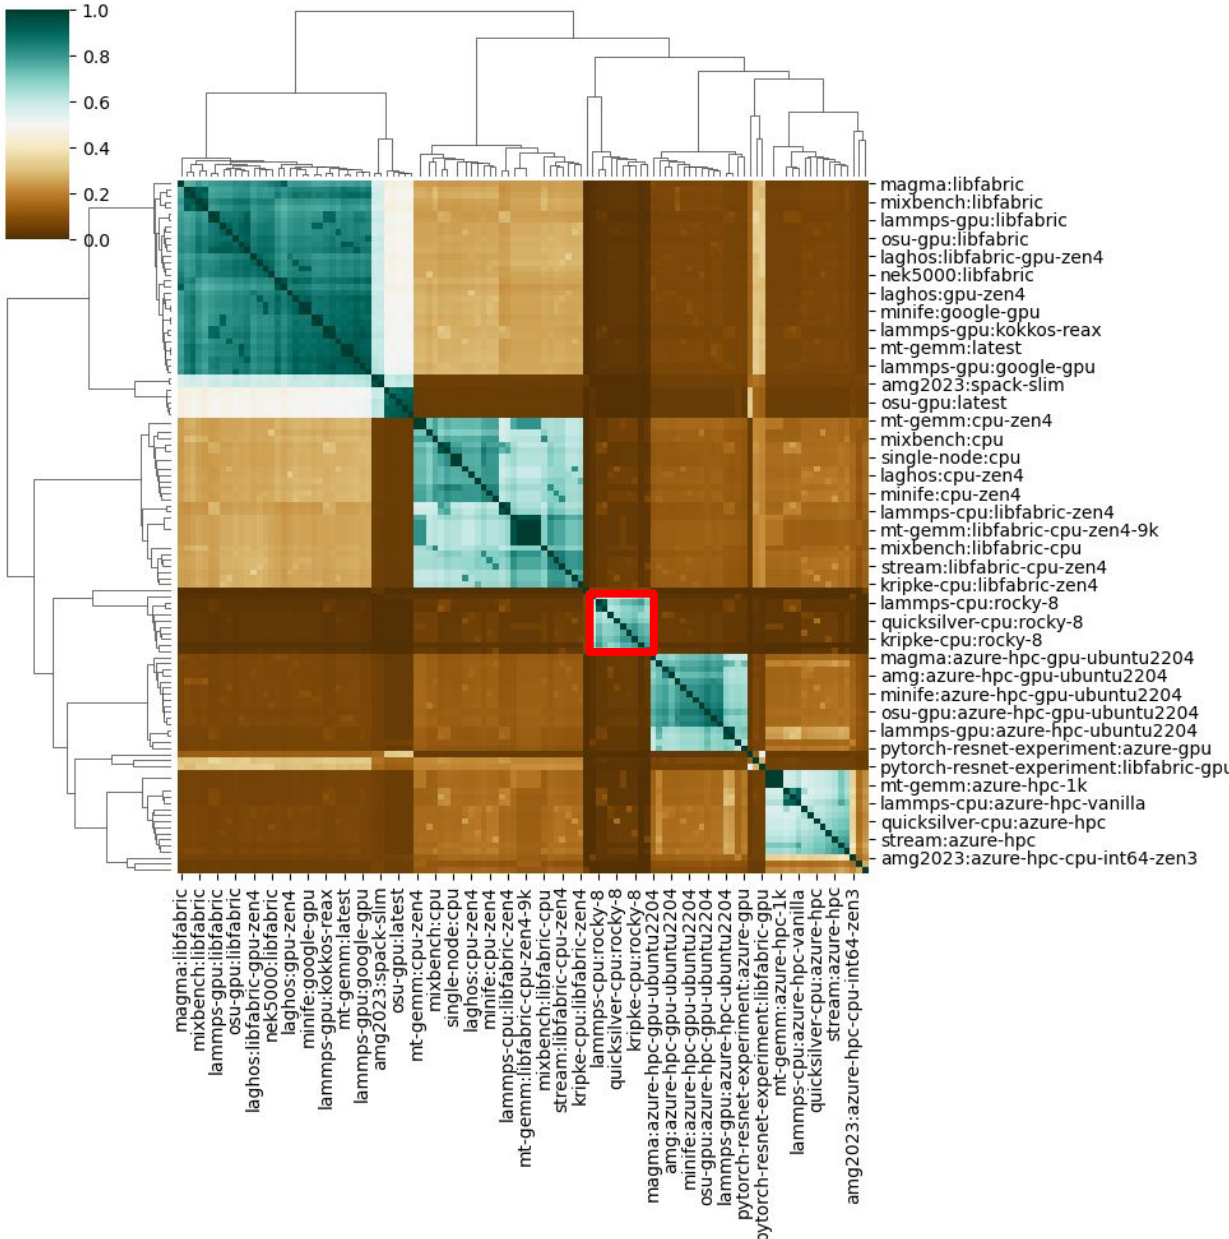 1.0
0.8
0.6
0.4
0.2
0.0
magma:libfabric
mixbench:libfabric
lammps-gpu:libfabric
osu-gpu:libfabric
laghos:libfabric-gpu-zen4
nek5000:libfabric
laghos:gpu-zen4
minife:google-gpu
lammps-gpu:kokkos-reax
mt-gemm:latest
lammps-gpu:google-gpu
amg2023:spack-slim
osu-gpu:latest
mt-gemm:cpu-zen4
mixbench:cpu
single-node:cpu
laghos:cpu-zen4
minife:cpu-zen4
lammps-cpu:libfabric-zen4
mt-gemm:libfabric-cpu-zen4-9k
mixbench:libfabric-cpu
stream:libfabric-cpu-zen4
kripke-cpu:libfabric-zen4
lammps-cpu:rocky-8
quicksilver-cpu:rocky-8
kripke-cpu:rocky-8
magma:azure-hpc-gpu-ubuntu2204
amg:azure-hpc-gpu-ubuntu2204
minife:azure-hpc-gpu-ubuntu2204
osu-gpu:azure-hpc-gpu-ubuntu2204
lammps-gpu:azure-hpc-ubuntu2204
pytorch-resnet-experiment:azure-gpu
pytorch-resnet-experiment:libfabric-gpu
mt-gemm:azure-hpc-1k
lammps-cpu:azure-hpc-vanilla
quicksilver-cpu:azure-hpc
stream:azure-hpc
amg2023:azure-hpc-cpu-int64-zen3
magma:libfabric
mixbench:libfabric
lammps-gpu:libfabric
osu-gpu:libfabric
laghos:libfabric-gpu-zen4
nek5000:libfabric
laghos:gpu-zen4
minife:google-gpu
lammps-gpu:kokkos-reax
mt-gemm:latest
lammps-gpu:google-gpu
amg2023:spack-slim
osu-gpu:latest
mt-gemm:cpu-zen4
mixbench:cpu
single-node:cpu
laghos:cpu-zen4
minife:cpu-zen4
lammps-cpu:libfabric-zen4
mt-gemm:libfabric-cpu-zen4-9k
mixbench:libfabric-cpu
stream:libfabric-cpu-zen4
kripke-cpu:libfabric-zen4
lammps-cpu:rocky-8
quicksilver-cpu:rocky-8
kripke-cpu:rocky-8
magma:azure-hpc-gpu-ubuntu2204
amg:azure-hpc-gpu-ubuntu2204
minife:azure-hpc-gpu-ubuntu2204
osu-gpu:azure-hpc-gpu-ubuntu2204
lammps-gpu:azure-hpc-ubuntu2204
pytorch-resnet-experiment:azure-gpu
pytorch-resnet-experiment:libfabric-gpu
mt-gemm:azure-hpc-1k
lammps-cpu:azure-hpc-vanilla
quicksilver-cpu:azure-hpc
stream:azure-hpc
amg2023:azure-hpc-cpu-int64-zen3